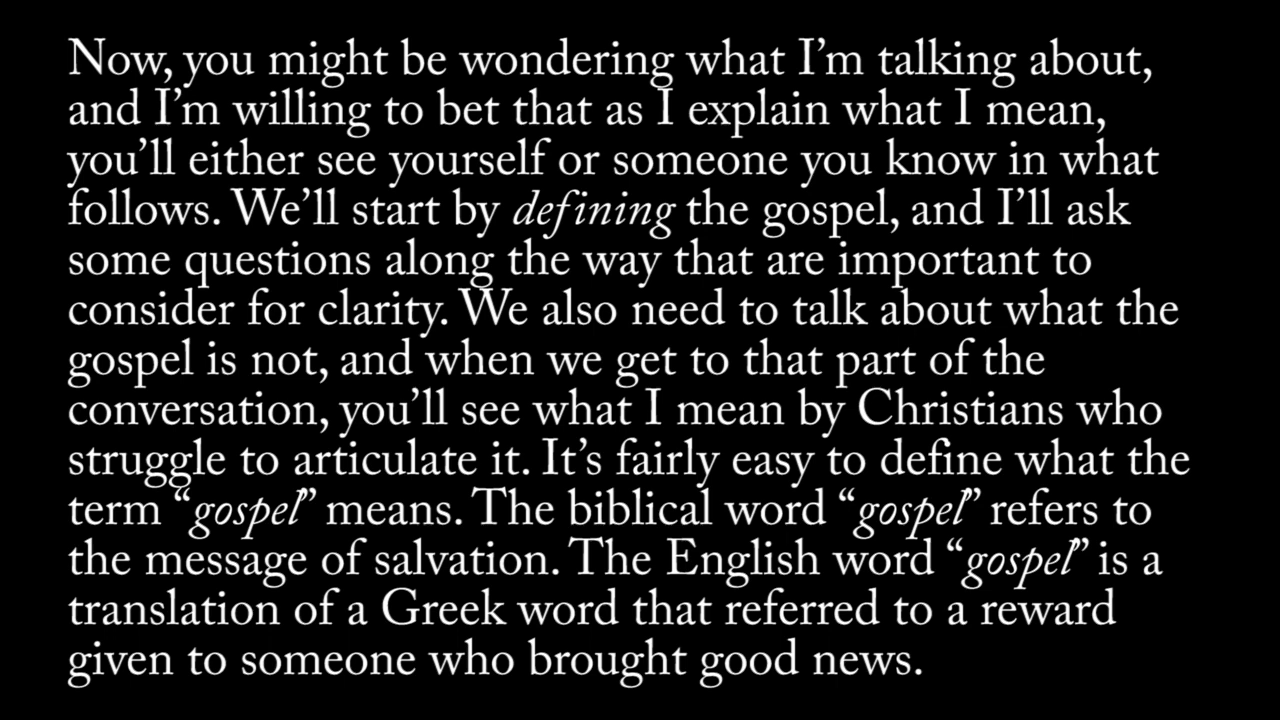 Now, you might be wondering what I’m talking about,
and I’m willing to bet that as I explain what I mean,
you’ll either see yourself or someone you know in what
follows. We’ll start by defining the gospel, and I’ll ask
some questions along the way that are important to
consider for clarity. We also need to talk about what the
gospel is not, and when we get to that part of the
conversation, you’ll see what I mean by Christians who
struggle to articulate it. It’s fairly easy to define what the
term “gospel” means. The biblical word “gospel” refers to
the message of salvation. The English word “gospel” is a
translation of a Greek word that referred to a reward
given to someone who brought good news.